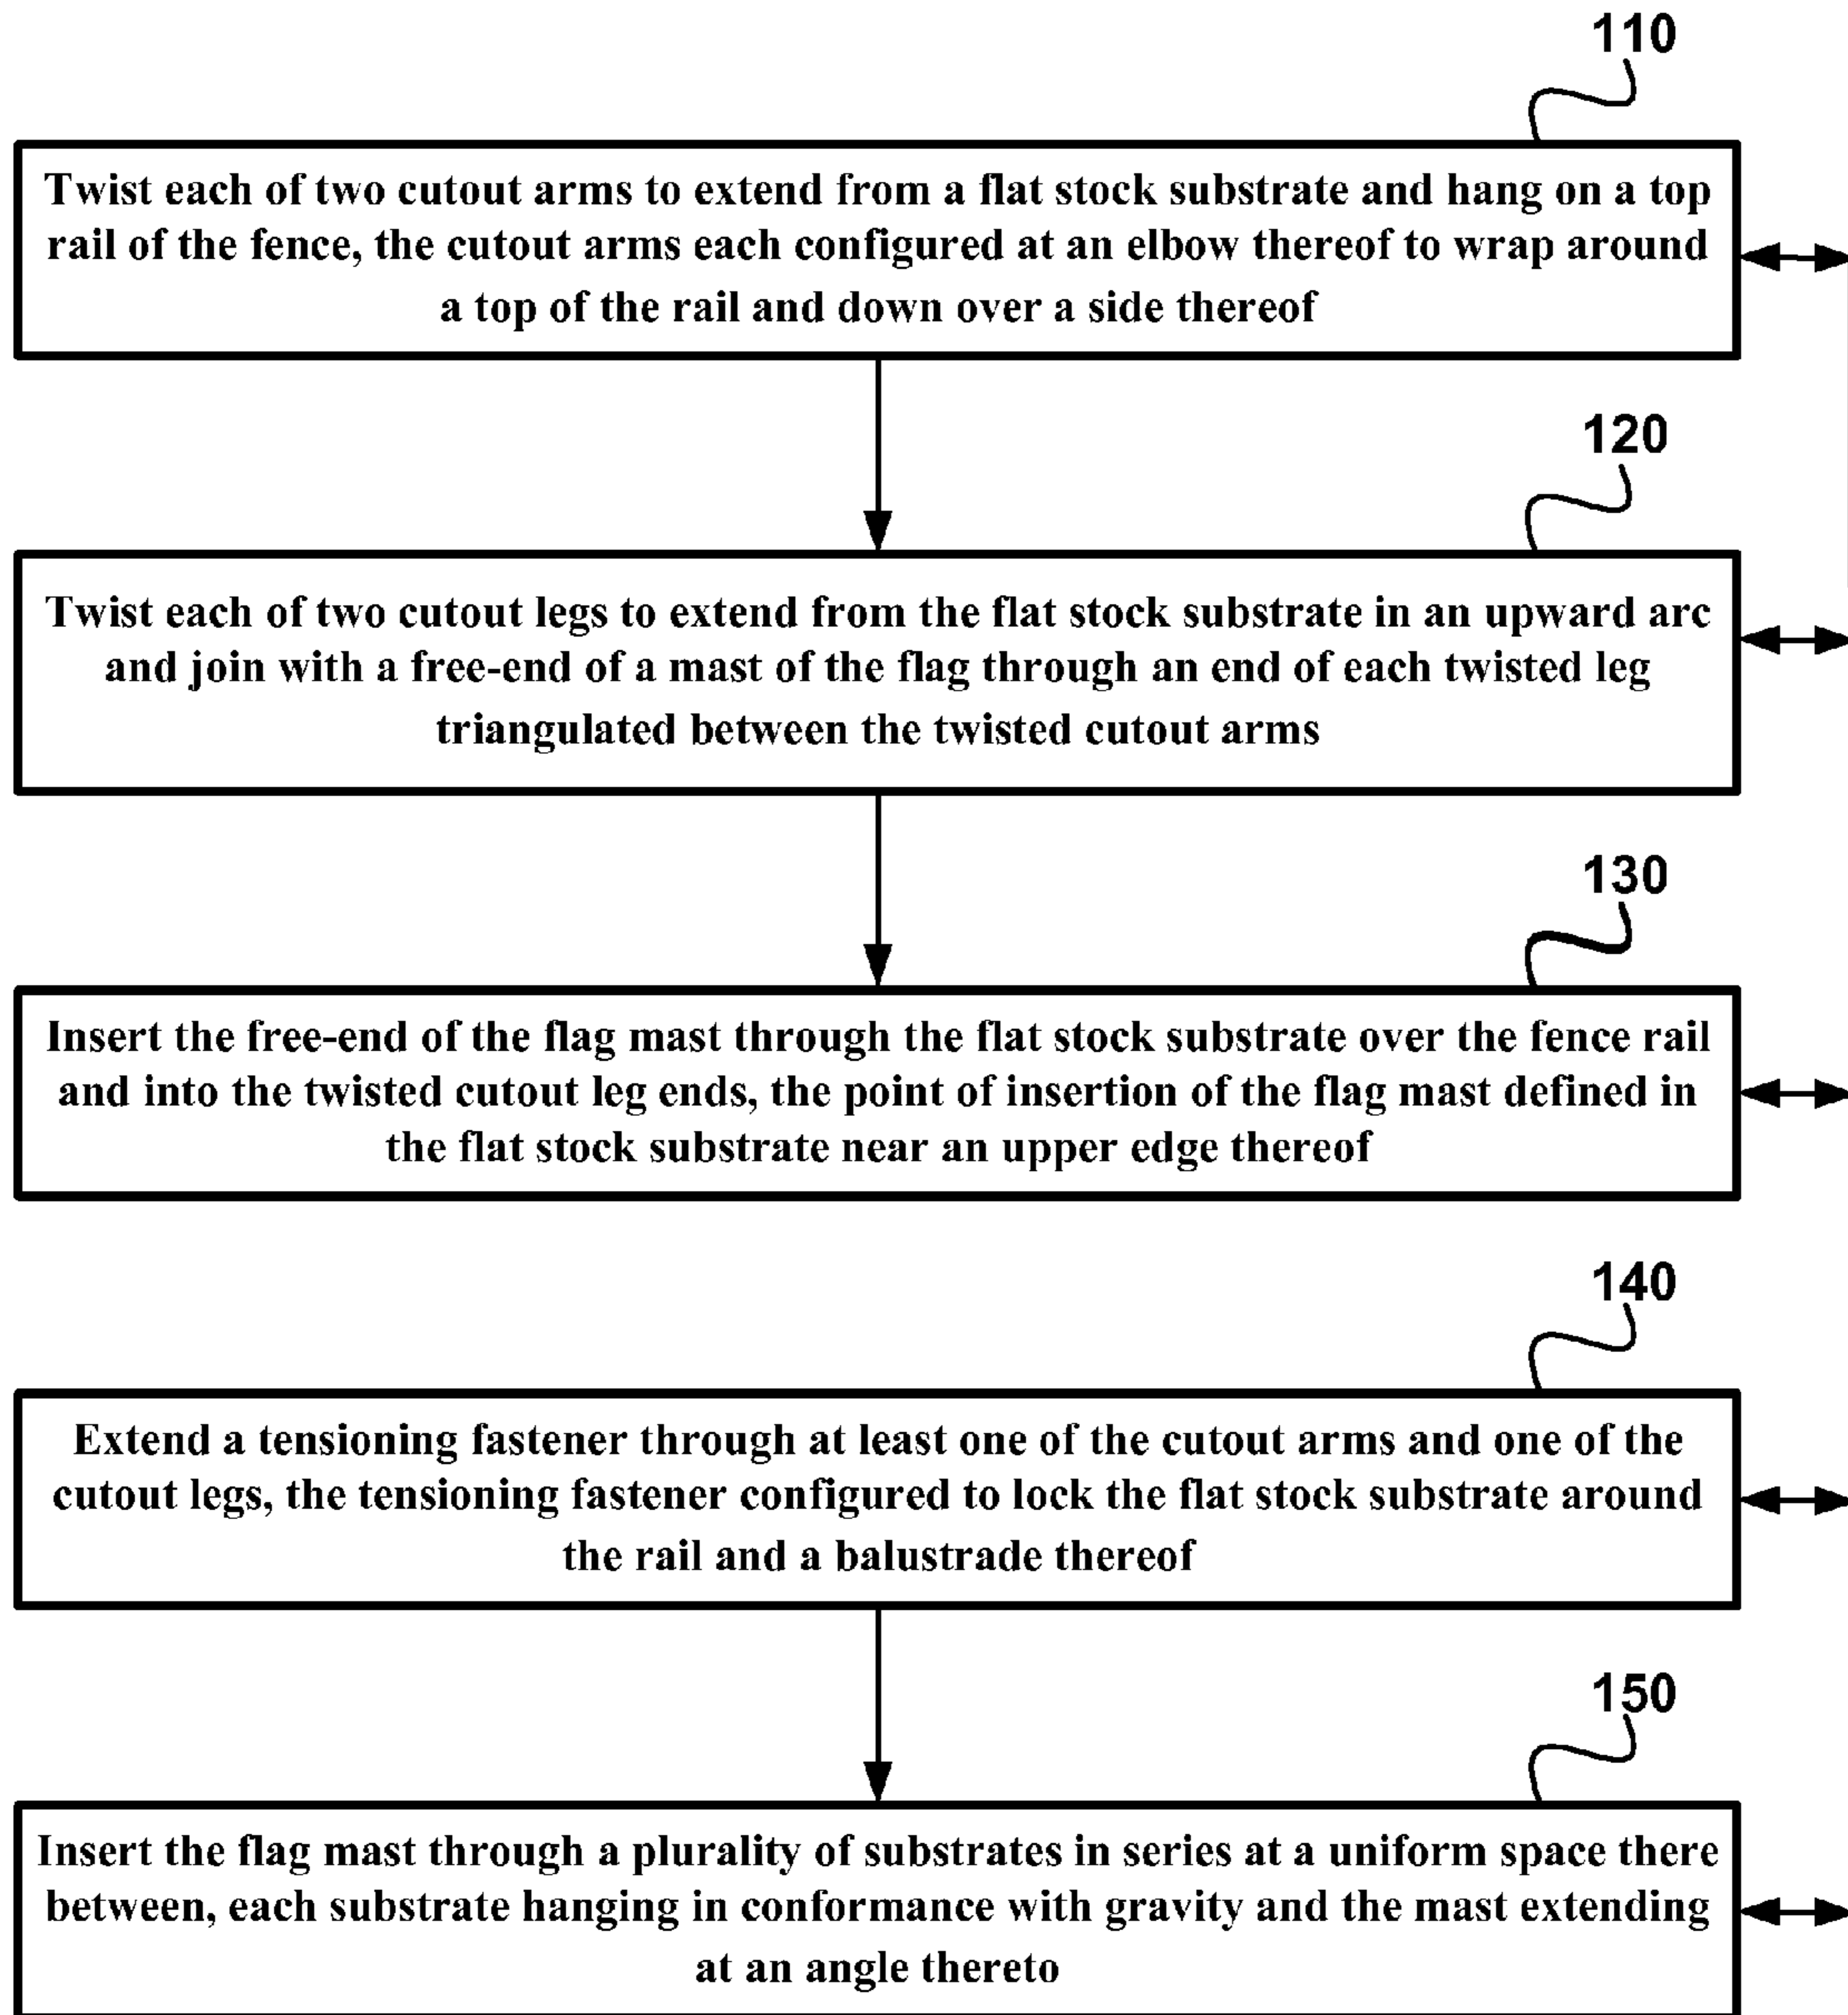 110
Twist each of two cutout arms to extend from a flat stock substrate and hang on a top
rail of the fence, the cutout arms each configured at an elbow thereof to wrap around
a top of the rail and down over a side thereof
120
Twist each of two cutout legs to extend from the flat stock substrate in an upward arc
and join with a free-end of a mast of the flag through an end of each twisted leg
triangulated between the twisted cutout arms
130
Insert the free-end of the flag mast through the flat stock substrate over the fence rail
and into the twisted cutout leg ends, the point of insertion of the flag mast defined in
the flat stock substrate near an upper edge thereof
140
Extend a tensioning fastener through at least one of the cutout arms and one of the
cutout legs, the tensioning fastener configured to lock the flat stock substrate around
the rail and a balustrade thereof
150
Insert the flag mast through a plurality of substrates in series at a uniform space there
between, each substrate hanging in conformance with gravity and the mast extending
at an angle thereto